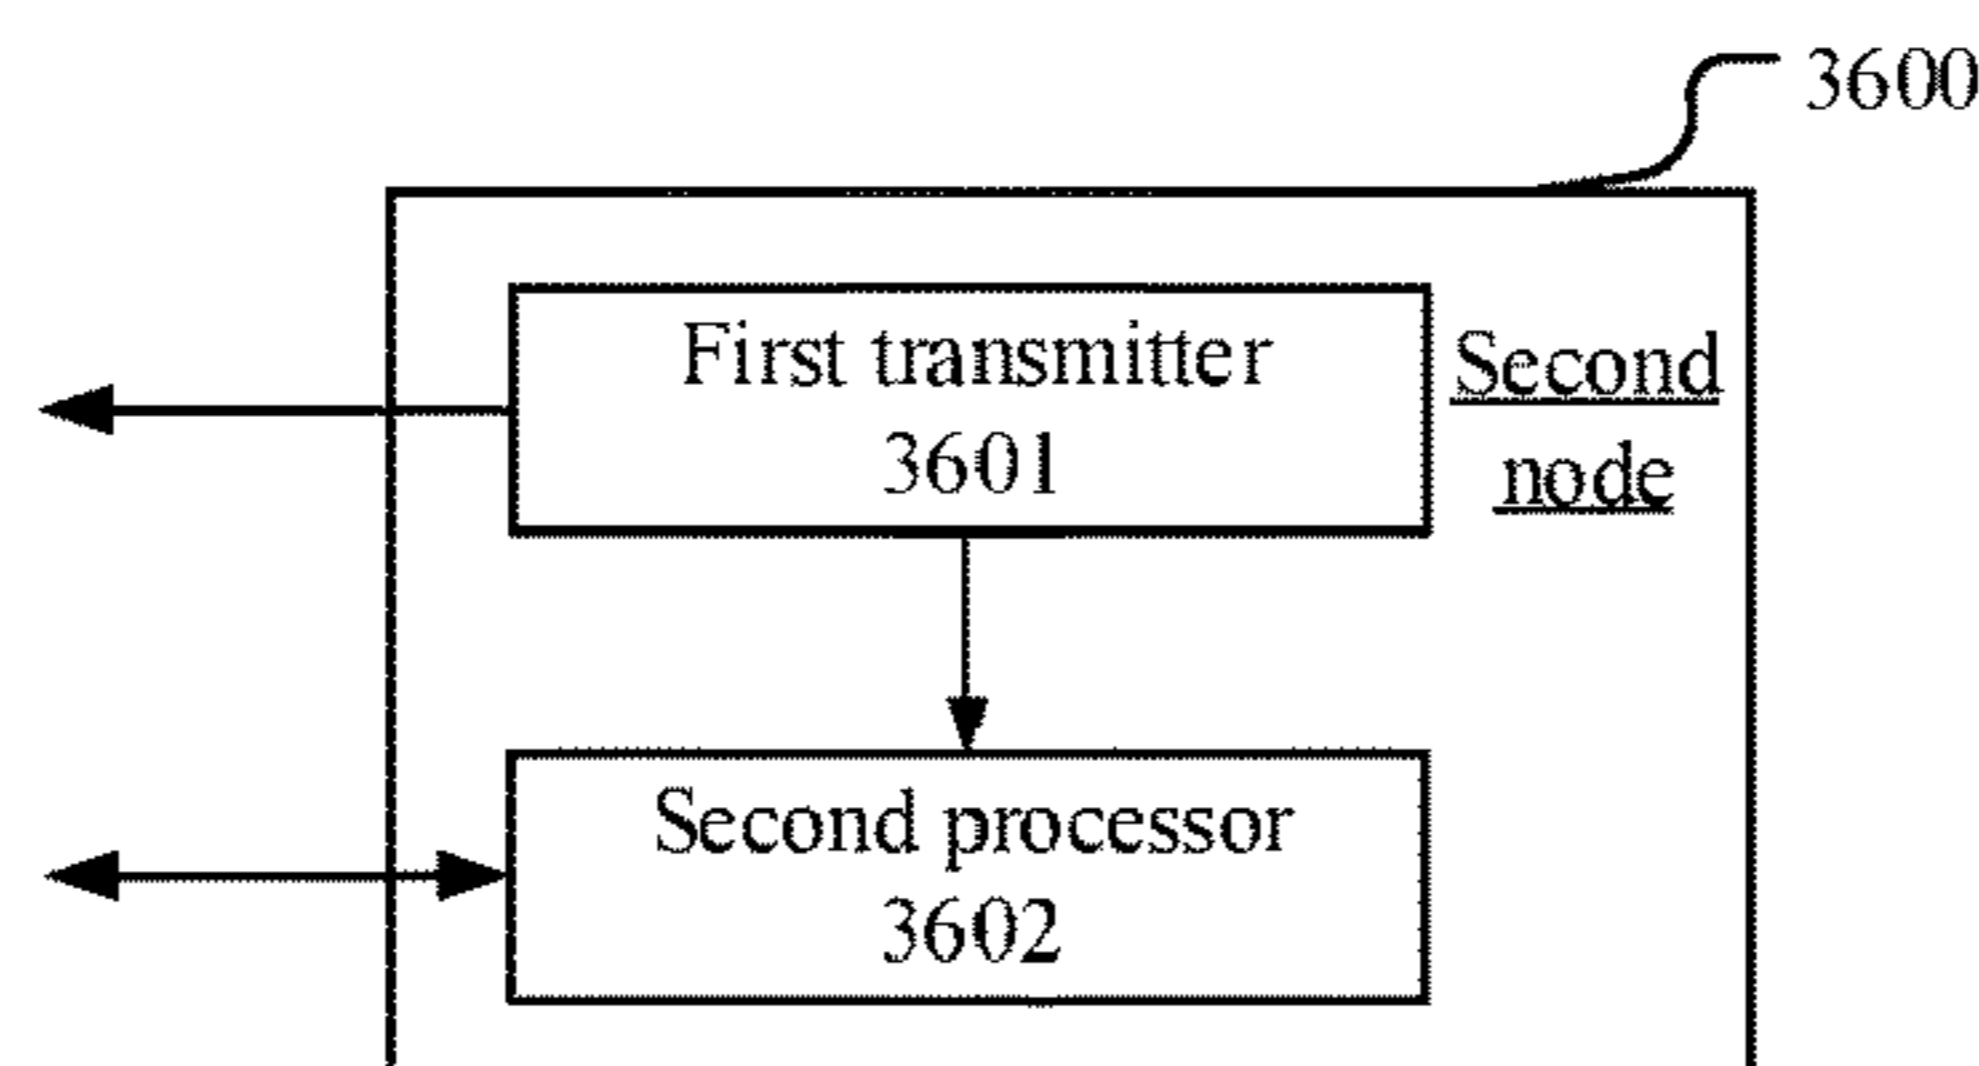 3600
First transmitter
3601
Second
node
Second processor
3602